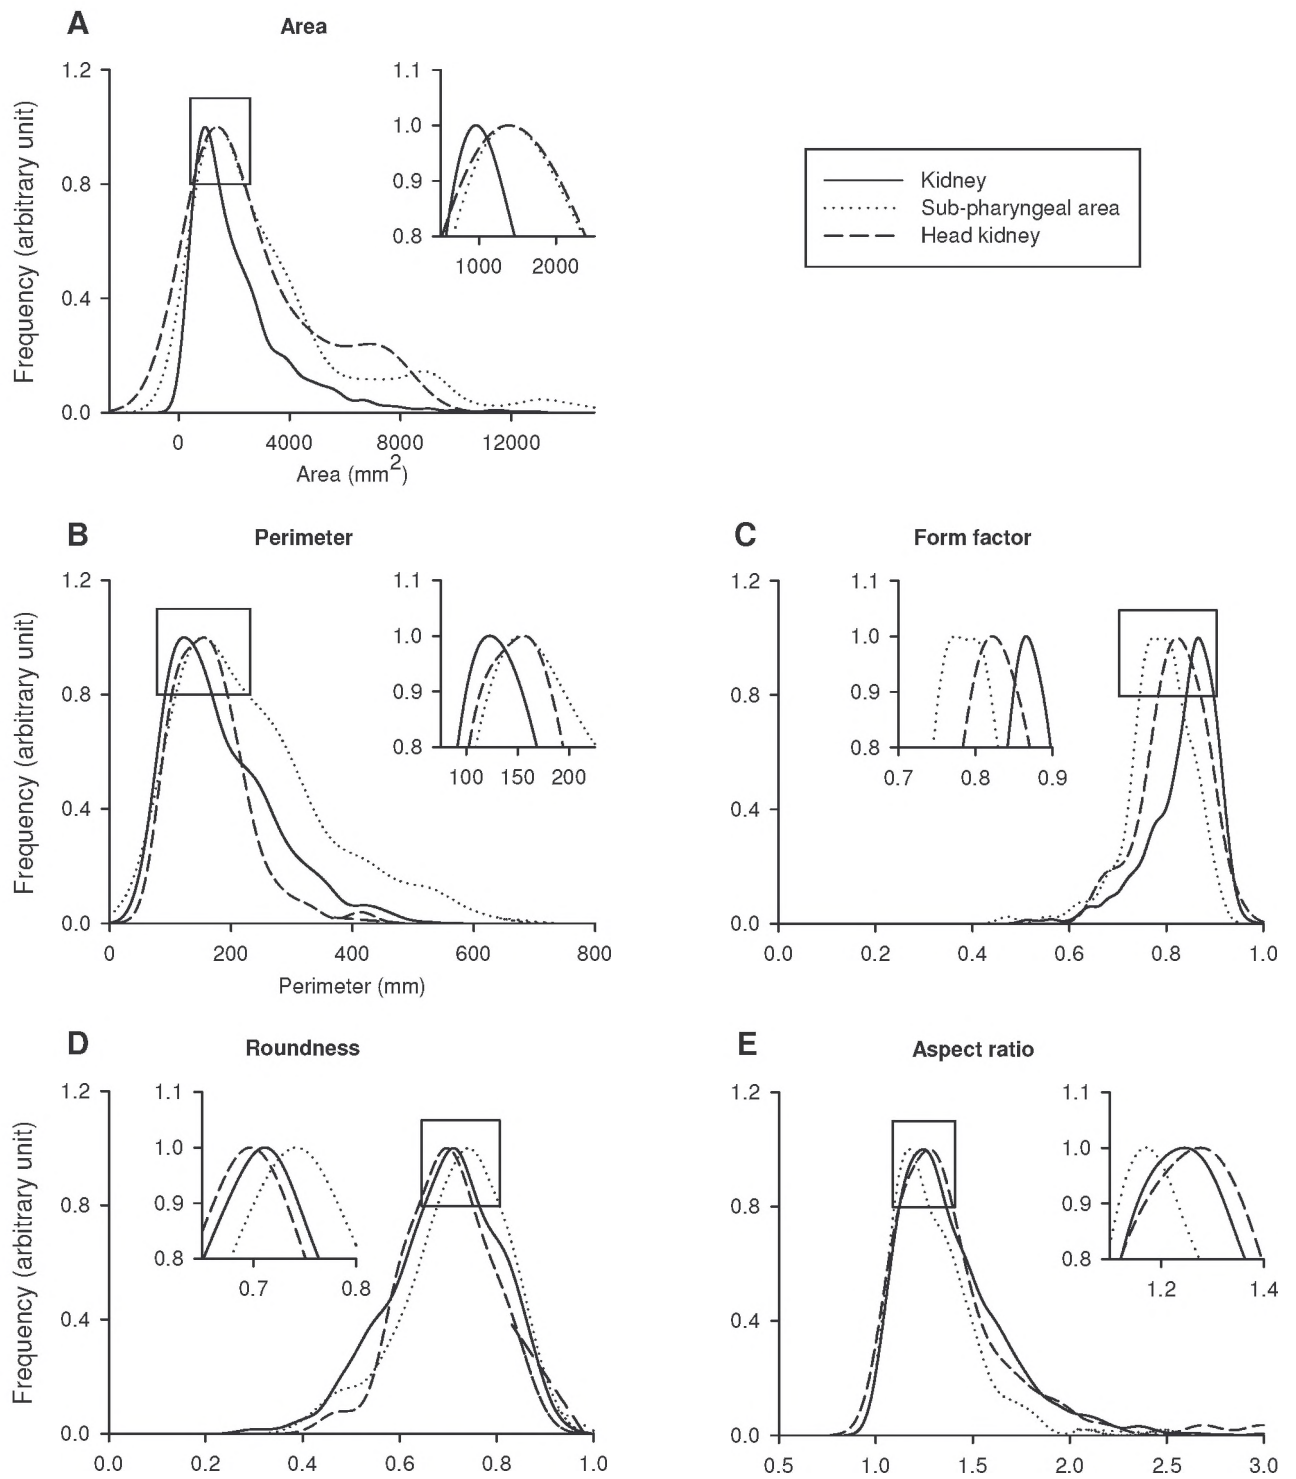 A Area
1.2
0.8
0.4
0.0
Frequency (arbitrary unit)
0 4000 8000 12000
Area (mm2)
1.1
1.0
0.9
0.8
1000 2000
Kidney
Sub-pharyngeal area
Head kidney
B Perimeter
1.2
0.8
0.4
0.0
Frequency (arbitrary unit)
0 200 400 600 800
Perimeter (mm)
1.1
1.0
0.9
0.8
100 150 200
C Form factor
1.2
0.8
0.4
0.0
0.0 0.2 0.4 0.6 0.8 1.0
1.1
1.0
0.9
0.8
0.7 0.8 0.9
D Roundness
1.2
0.8
0.4
0.0
Frequency (arbitrary unit)
0.0 0.2 0.4 0.6 0.8 1.0
1.1
1.0
0.9
0.8
0.7 0.8
E Aspect ratio
1.2
0.8
0.4
0.0
0.5 1.0 1.5 2.0 2.5 3.0
1.1
1.0
0.9
0.8
1.2 1.4